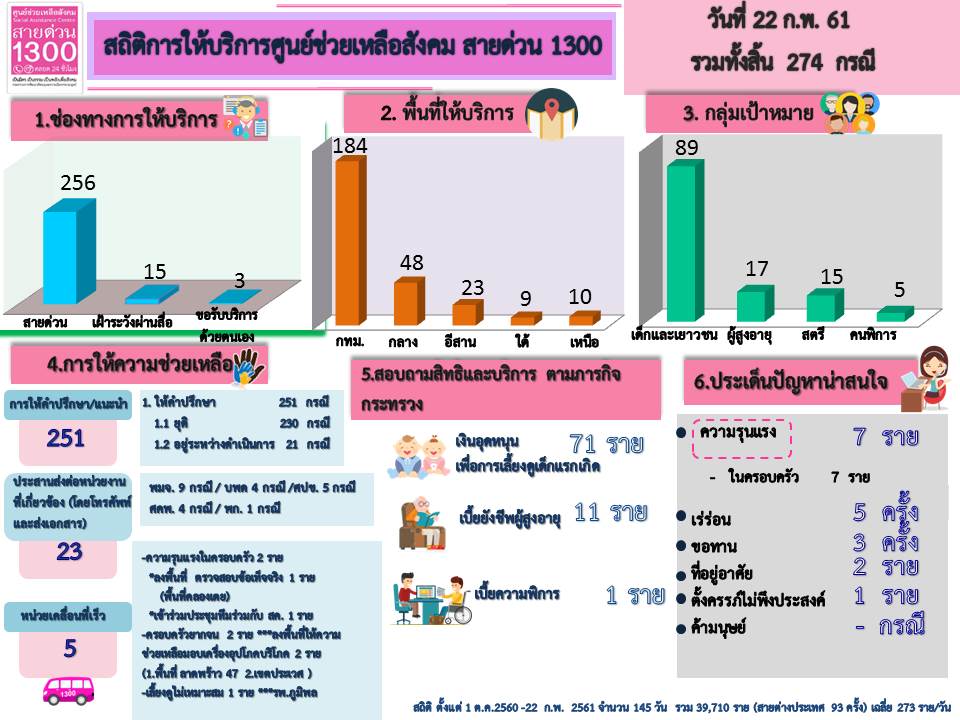 ศูนย์ช่วยเหลือสังคม
Social Assistance Center
สายด่วน
1300
ตลอด 24 ชั่วโมง
สถิติการให้บริการศูนย์ช่วยเหลือสังคม สายด่วน 1300
วันที่ 22 ก.พ. 61
รวมทั้งสิ้น 274 กรณี
1.ช่องทางการให้บริการ
256
15
3
สายด่วน
เฝ้าระวังผ่านสื่อ
ขอรับบริการ
ด้วยตนเอง
2. พื้นที่ให้บริการ
184
48
23
9
10
กทม.
กลาง
อีสาน
ใต้
เหนือ
3. กลุ่มเป้าหมาย
89
17
15
5
เด็กและเยาวชน
ผู้สูงอายุ
สตรี
คนพิการ
4.การให้ความช่วยเหลือ
การให้คำปรึกษา/แนะนำ
251
1. ให้คำปรึกษา 251 กรณี
1.1 ยุติ 230 กรณี
1.2 อยู่ระหว่างดำเนินการ 21 กรณี
ประสานส่งต่อหน่วยงาน
ที่เกี่ยวข้อง (โดยโทรศัพท์
และส่งเอกสาร)
23
พมจ. 9 กรณี / บพด 4 กรณี /ศปข. 5 กรณี
สคพ. 4 กรณี / พก. 1 กรณี
หน่วยเคลื่อนที่เร็ว
5
1300
-ความรุนแรงในครอบครัว 2 ราย
*ลงพื้นที่ ตรวจสอบข้อเท็จจริง 1 ราย
(พื้นที่คลองเตย)
*เข้าร่วมประชุมทีมร่วมกับ สค. 1 ราย
-ครอบครัวยากจน 2 ราย ***ลงพื้นที่ให้ความ
ช่วยเหลือมอบเครื่องอุปโภคบริโภค 2 ราย
(1.พื้นที่ ลาดพร้าว 47 2.เขตประเวศ )
-เลี้ยงดูไม่เหมาะสม 1 ราย ***รพ.ภูมิพล
5.สอบถามสิทธิและบริการ ตามภารกิจ
กระทรวง
เงินอุดหนุน 71 ราย
เพื่อการเลี้ยงดูเด็กแรกเกิด
เบี้ยยังชีพผู้สูงอายุ 11 ราย
เบี้ยความพิการ 1 ราย
6.ประเด็นปัญหาน่าสนใจ
ความรุนแรง 7 ราย
- ในครอบครัว 7 ราย
เร่ร่อน 5 ครั้ง
ขอทาน 3 ครั้ง
ที่อยู่อาศัย 2 ราย
ตั้งครรภ์ไม่พึงประสงค์ 1 ราย
ค้ามนุษย์ - กรณี
สถิติ ตั้งแต่ 1 ต.ค.2560 -22 ก.พ. 2561 จำนวน 145 วัน รวม 39,710 ราย (สายต่างประเทศ 93 ครั้ง) เฉลี่ย 273 ราย/วัน